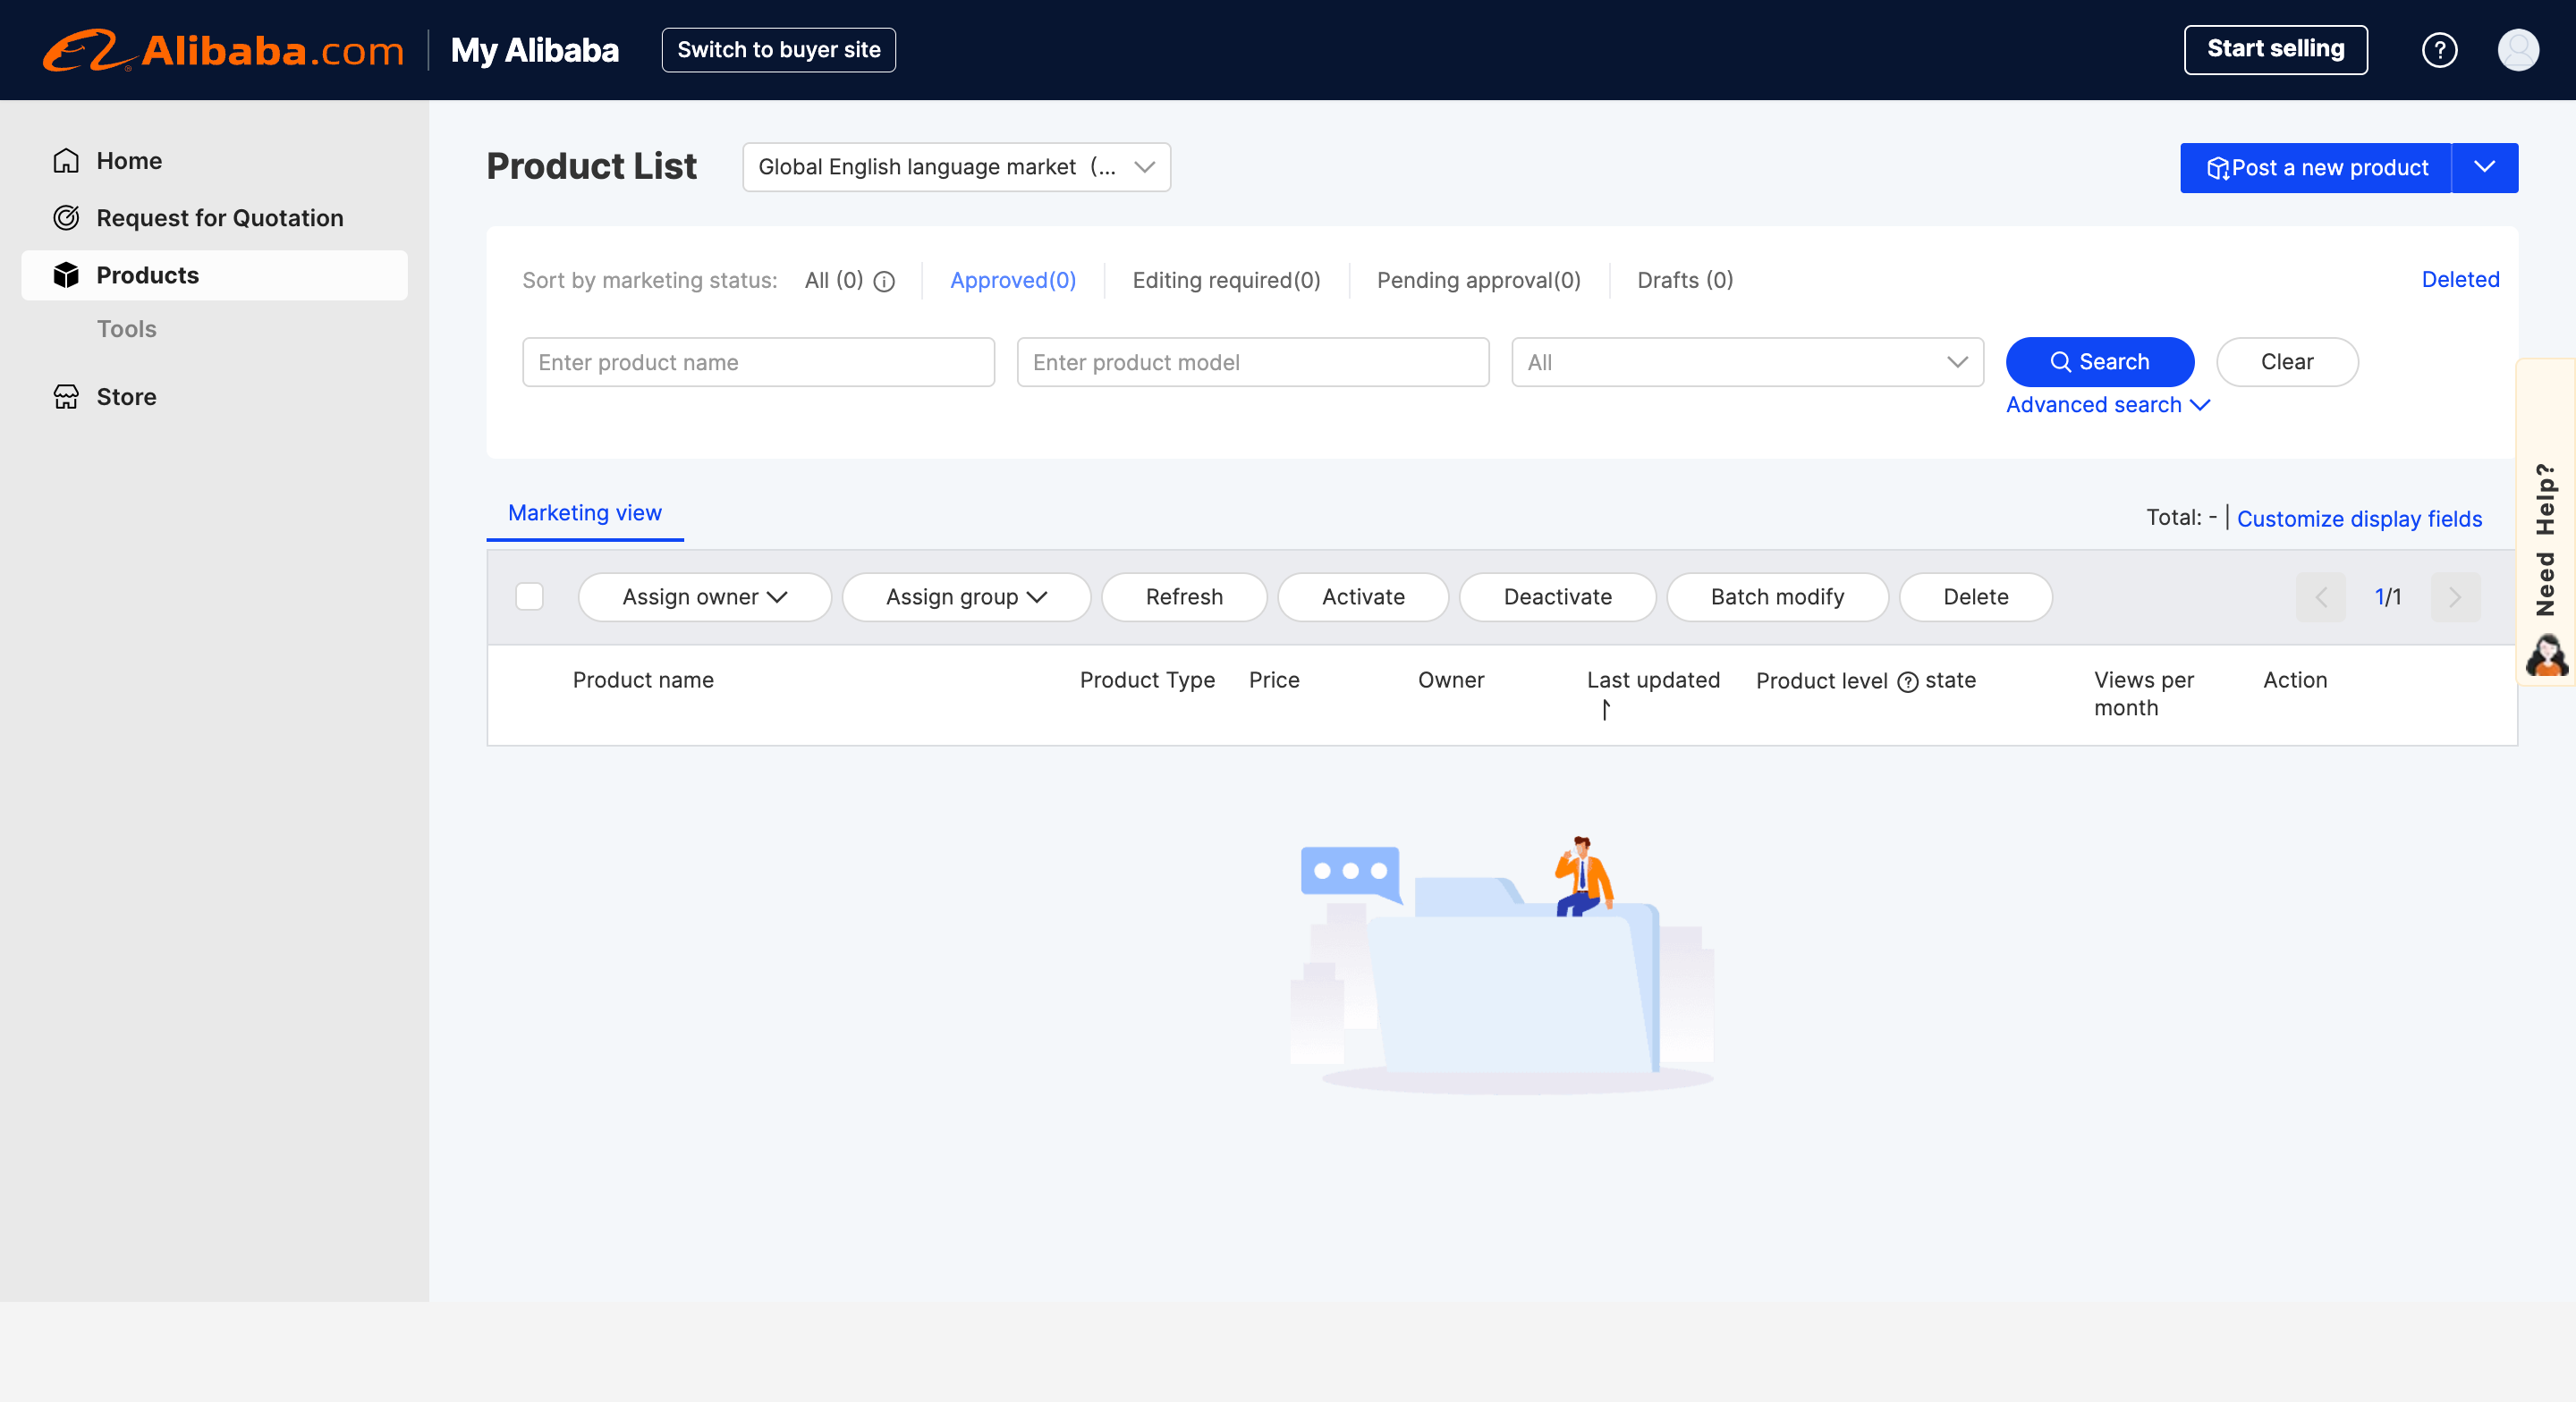 Alibaba.com
My Alibaba
Switch to buyer site
Start selling
Home
Request for Quotation
Products
Tools
Store
Product List
Global English language market (...
Post a new product
Sort by marketing status: All (0) Approved(0) Editing required(0) Pending approval(0) Drafts (0) Deleted
Enter product name
Enter product model
All
Search
Clear
Advanced search
Marketing view
Total: - | Customize display fields
Assign owner
Assign group
Refresh
Activate
Deactivate
Batch modify
Delete
1/1
Product name
Product Type
Price
Owner
Last updated
Product level
state
Views per
month
Action
Need Help?